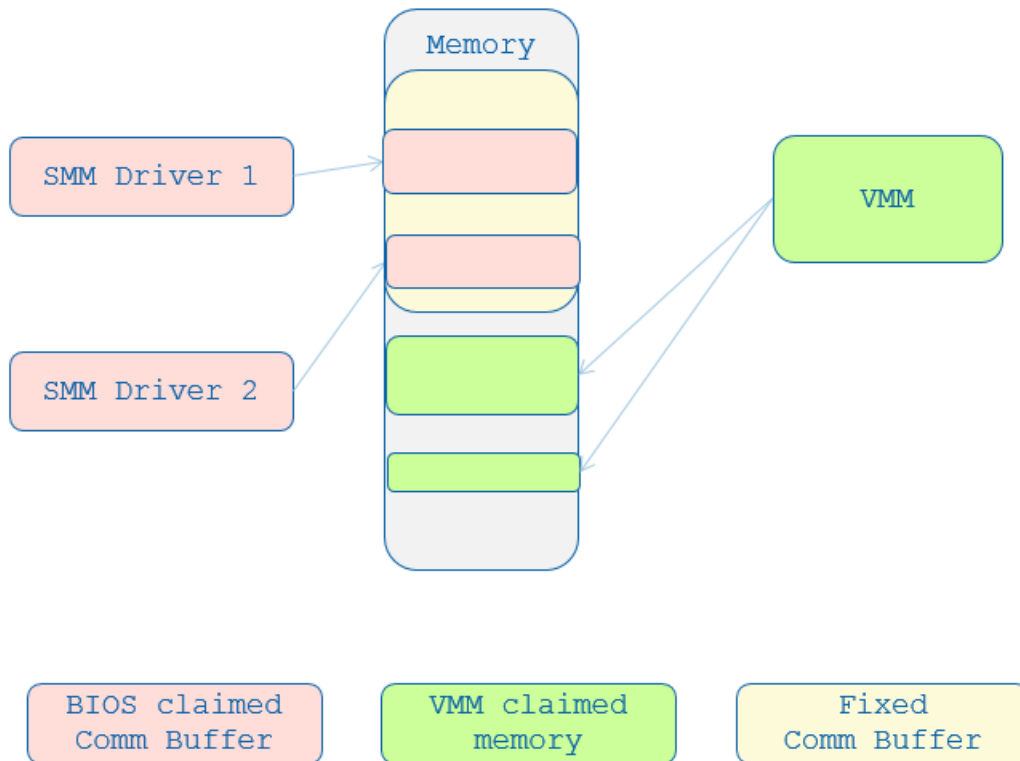 Memory
SMM Driver 1
VMM
SMM Driver 2
BIOS claimed
Comm Buffer
VMM claimed
memory
Fixed
Comm Buffer